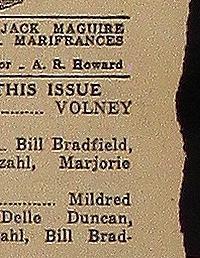 JACK MAGUIRE
MARIFRANCES
or - A. R. Howard
THIS ISSUE
VOLNEY
Bill Bradfield,
zahl, Marjorie
Mildred
Delle Duncan,
ahl, Bill Brad-